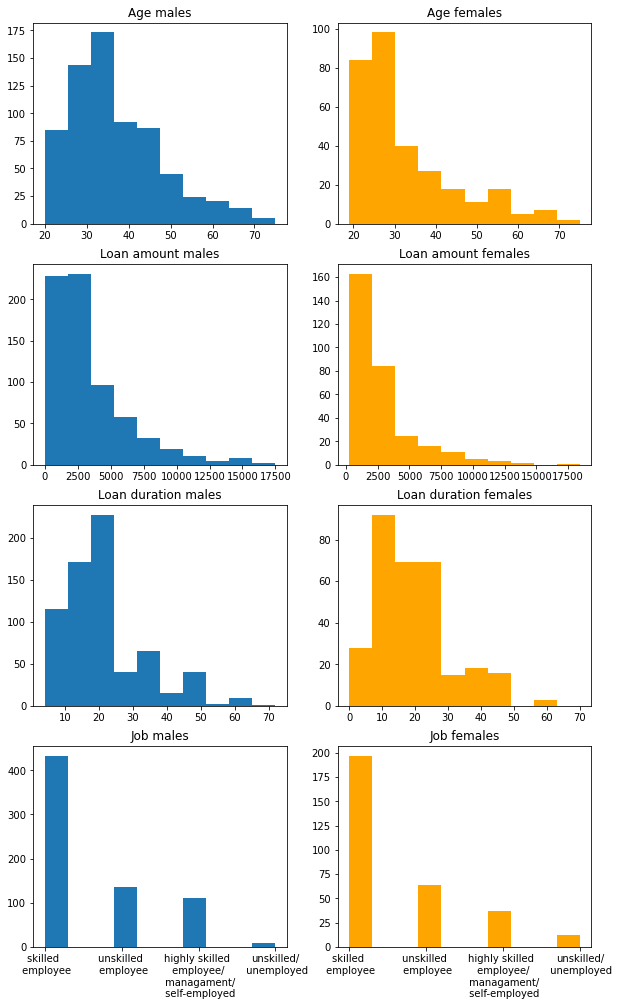 Age males
Age females
175
150
125
100
75
50
25
0
20 30 40 50 60 70
100
80
60
40
20
0
20 30 40 50 60 70
Loan amount males
Loan amount females
200
150
100
50
0
0 2500 5000 7500 10000 12500 15000 17500
160
140
120
100
80
60
40
20
0
0 2500 5000 7500 10000 12500 15000 17500
Loan duration males
Loan duration females
200
150
100
50
0
10 20 30 40 50 60 70
80
60
40
20
0
0 10 20 30 40 50 60 70
Job males
Job females
400
300
200
100
0
skilled
employee
unskilled
employee
highly skilled
employee/
managament/
self-employed
unskilled/
unemployed
200
175
150
125
100
75
50
25
0
skilled
employee
unskilled
employee
highly skilled
employee/
managament/
self-employed
unskilled/
unemployed